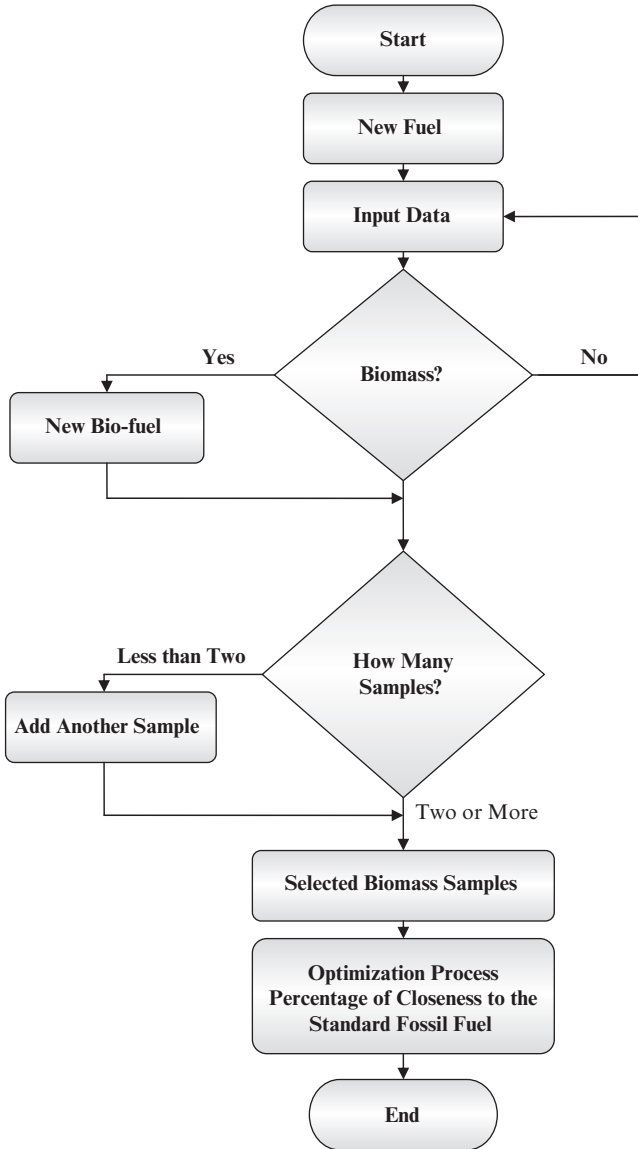 Start
New Fuel
Input Data
Yes
Biomass?
No
New Bio-fuel
Less than Two
How Many
Samples?
Add Another Sample
Two or More
Selected Biomass Samples
Optimization Process
Percentage of Closeness to the
Standard Fossil Fuel
End